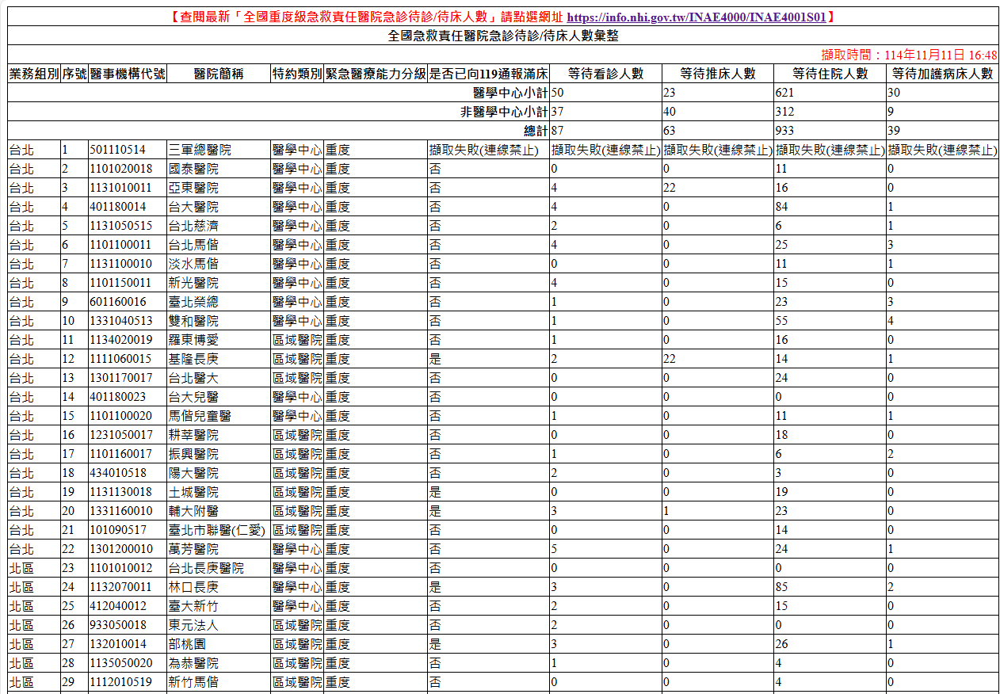 【查閱最新「全國重度級急救責任醫院急診待診/待床人數」請點選網址 https://info.nhi.gov.tw/INAE4000/INAE4001S01】
全國急救責任醫院急診待診/待床人數彙整
擷取時間：114年11月11日 16:48
業務組別 序號 醫事機構代號 醫院簡稱 特約類別 緊急醫療能力分級 是否已向119通報滿床 等待看診人數 等待推床人數 等待住院人數 等待加護病床人數
醫學中心小計 50 23 621 30
非醫學中心小計 37 40 312 9
總計 87 63 933 39
台北 1 501110514 三軍總醫院 醫學中心 重度 擷取失敗(連線禁止) 擷取失敗(連線禁止) 擷取失敗(連線禁止) 擷取失敗(連線禁止) 擷取失敗(連線禁止)
台北 2 1101020018 國泰醫院 醫學中心 重度 否 0 0 11 0
台北 3 1131010011 亞東醫院 醫學中心 重度 否 4 22 16 0
台北 4 401180014 台大醫院 醫學中心 重度 否 4 0 84 1
台北 5 1131050515 台北慈濟 醫學中心 重度 否 2 0 6 1
台北 6 1101100011 台北馬偕 醫學中心 重度 否 4 0 25 3
台北 7 1131100010 淡水馬偕 醫學中心 重度 否 0 0 11 1
台北 8 1101150011 新光醫院 醫學中心 重度 否 4 0 15 0
台北 9 601160016 臺北榮總 醫學中心 重度 否 1 0 23 3
台北 10 1331040513 雙和醫院 醫學中心 重度 否 1 0 55 4
台北 11 1134020019 羅東博愛 區域醫院 重度 否 1 0 16 0
台北 12 1111060015 基隆長庚 區域醫院 重度 是 2 22 14 1
台北 13 1301170017 台北醫大 區域醫院 重度 否 0 0 24 0
台北 14 401180023 台大兒醫 醫學中心 重度 否 0 0 0 0
台北 15 1101100020 馬偕兒童醫 醫學中心 重度 否 1 0 11 1
台北 16 1231050017 耕莘醫院 區域醫院 重度 否 0 0 18 0
台北 17 1101160017 振興醫院 區域醫院 重度 否 1 0 6 2
台北 18 434010518 陽大醫院 區域醫院 重度 否 2 0 3 0
台北 19 1131130018 土城醫院 區域醫院 重度 是 0 0 19 0
台北 20 1331160010 輔大附醫 區域醫院 重度 是 3 1 23 0
台北 21 101090517 臺北市聯醫(仁愛) 區域醫院 重度 否 0 0 14 0
台北 22 1301200010 萬芳醫院 醫學中心 重度 否 5 0 24 1
北區 23 1101010012 台北長庚醫院 醫學中心 重度 否 0 0 0 0
北區 24 1132070011 林口長庚 醫學中心 重度 是 3 0 85 2
北區 25 412040012 臺大新竹 醫學中心 重度 否 2 0 15 0
北區 26 933050018 東元法人 區域醫院 重度 否 2 0 0 0
北區 27 132010014 部桃園 區域醫院 重度 是 3 0 26 1
北區 28 1135050020 為恭醫院 區域醫院 重度 否 1 0 4 0
北區 29 1112010519 新竹馬偕 區域醫院 重度 否 0 0 4 0